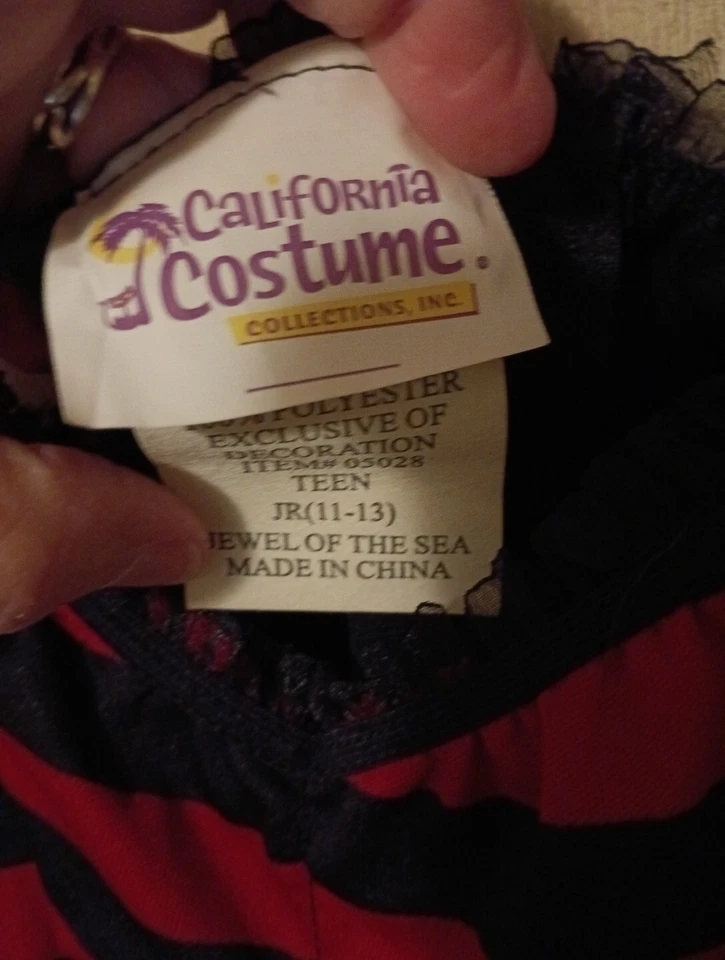 California
Costume
COLLECTIONS, INC.
100% POLYESTER
EXCLUSIVE OF
DECORATION
ITEM# 05028
TEEN
JR(11-13)
JEWEL OF THE SEA
MADE IN CHINA